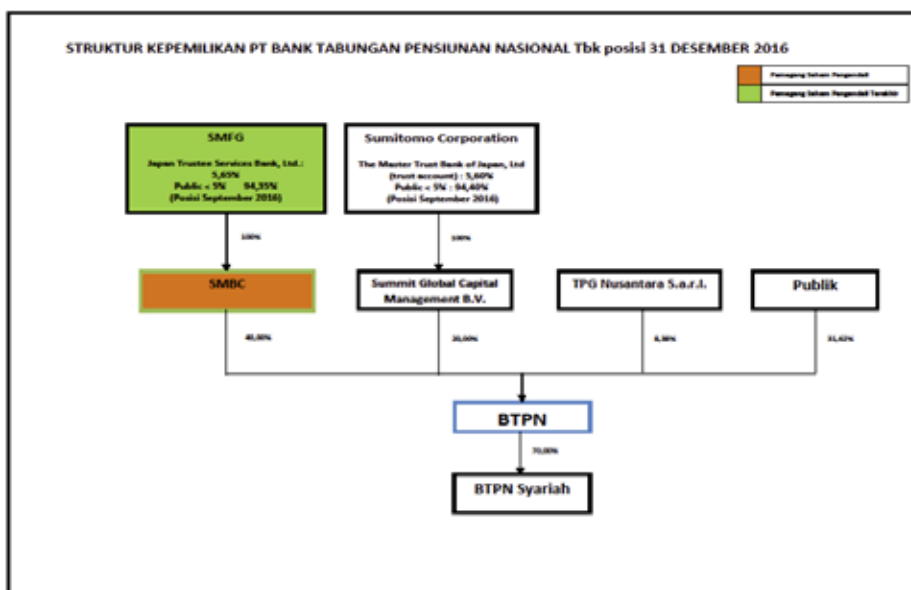 STRUKTUR KEPEMILIKAN PT BANK TABUNGAN PENSIUNAN NASIONAL Tbk posisi 31 DESEMBER 2016
Pemegang Saham Pengendali
Pemegang Saham Pengendali Terakhir
SMFG
Japan Trustee Services Bank, Ltd.:
5,65%
Public < 5% 94,35%
(Posisi September 2016)
Sumitomo Corporation
The Master Trust Bank of Japan, Ltd
(trust account) : 5,60%
Public < 5% : 94,40%
(Posisi September 2016)
100%
100%
SMBC
Summit Global Capital
Management B.V.
TPG Nusantara S.a.r.l.
Publik
40,00%
20,00%
8,38%
31,62%
BTPN
70,00%
BTPN Syariah